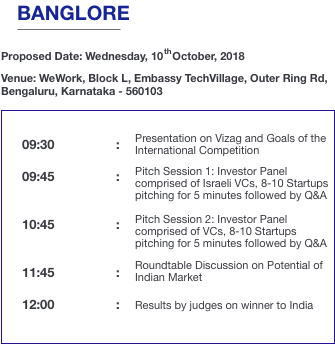 BANGLORE
Proposed Date: Wednesday, 10th October, 2018
Venue: WeWork, Block L, Embassy TechVillage, Outer Ring Rd,
Bengaluru, Karnataka - 560103
09:30 : Presentation on Vizag and Goals of the
International Competition
09:45 : Pitch Session 1: Investor Panel
comprised of Israeli VCs, 8-10 Startups
pitching for 5 minutes followed by Q&A
10:45 : Pitch Session 2: Investor Panel
comprised of VCs, 8-10 Startups
pitching for 5 minutes followed by Q&A
11:45 : Roundtable Discussion on Potential of
Indian Market
12:00 : Results by judges on winner to India